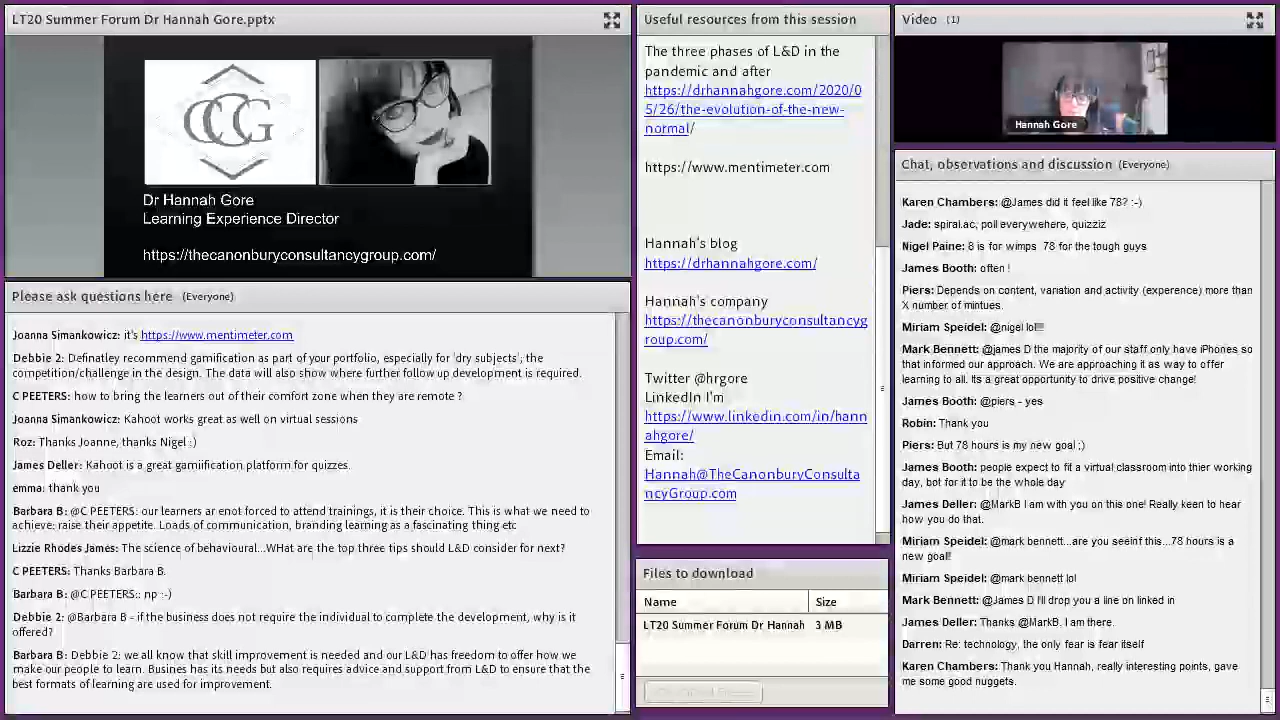 LT20 Summer Forum Dr Hannah Gore.pptx
CCG
Dr Hannah Gore
Learning Experience Director
https://thecanonburyconsultancygroup.com/
Please ask questions here (Everyone)
Joanna Simankowicz: it's https://www.mentimeter.com
Debbie 2: Definatley recommend gamification as part of your portfolio, especially for 'dry subjects', the
competition/challenge in the design. The data will also show where further follow up development is required.
C PEETERS: how to bring the learners out of their comfort zone when they are remote ?
Joanna Simankowicz: Kahoot works great as well on virtual sessions
Roz: Thanks Joanne, thanks Nigel :)
James Deller: Kahoot is a great gamiification platform for quizzes.
emma: thank you
Barbara B: @C PEETERS: our learners ar enot forced to attend trainings, it is their choice. This is what we need to
achieve: raise their appetite. Loads of communication, branding learning as a fascinating thing etc
Lizzie Rhodes James: The science of behavioural...WHat are the top three tips should L&D consider for next?
C PEETERS: Thanks Barbara B.
Barbara B: @C PEETERS:: np :-)
Debbie 2: @Barbara B - if the business does not require the individual to complete the development, why is it
offered?
Barbara B: Debbie 2: we all know that skill improvement is needed and our L&D has freedom to offer how we
make our people to learn. Busines has its needs but also requires advice and support from L&D to ensure that the
best formats of learning are used for improvement.
Useful resources from this session
The three phases of L&D in the
pandemic and after
https://drhannahgore.com/2020/0
5/26/the-evolution-of-the-new-
normal/
https://www.mentimeter.com
Hannah's blog
https://drhannahgore.com/
Hannah's company
https://thecanonburyconsultancyg
roup.com/
Twitter @hrgore
LinkedIn I'm
https://www.linkedin.com/in/hann
ahgore/
Email:
Hannah@TheCanonburyConsulta
ncyGroup.com
Files to download
Name Size
LT20 Summer Forum Dr Hannah 3 MB
Video (1)
Hannah Gore
Chat, observations and discussion (Everyone)
Karen Chambers: @James did it feel like 78? :-)
Jade: spiral.ac, poll everywehere, quizziz
Nigel Paine: 8 is for wimps 78 for the tough guys
James Booth: often !
Piers: Depends on content, variation and activity (experence) more than
X number of mintues.
Miriam Speidel: @nigel lol!!!!
Mark Bennett: @james D the majority of our staff only have iPhones so
that informed our approach. We are approaching it as way to offer
learning to all. Its a great opportunity to drive positive change!
James Booth: @piers - yes
Robin: Thank you
Piers: But 78 hours is my new goal ;)
James Booth: people expect to fit a virtual classroom into thier working
day, bot for it to be the whole day
James Deller: @MarkB I am with you on this one! Really keen to hear
how you do that.
Miriam Speidel: @mark bennett...are you seeinf this...78 hours is a
new goal!!
Miriam Speidel: @mark bennett lol
Mark Bennett: @James D I'll drop you a line on linked in
James Deller: Thanks @MarkB. I am there.
Darren: Re: technology, the only fear is fear itself
Karen Chambers: Thank you Hannah, really interesting points, gave
me some good nuggets.